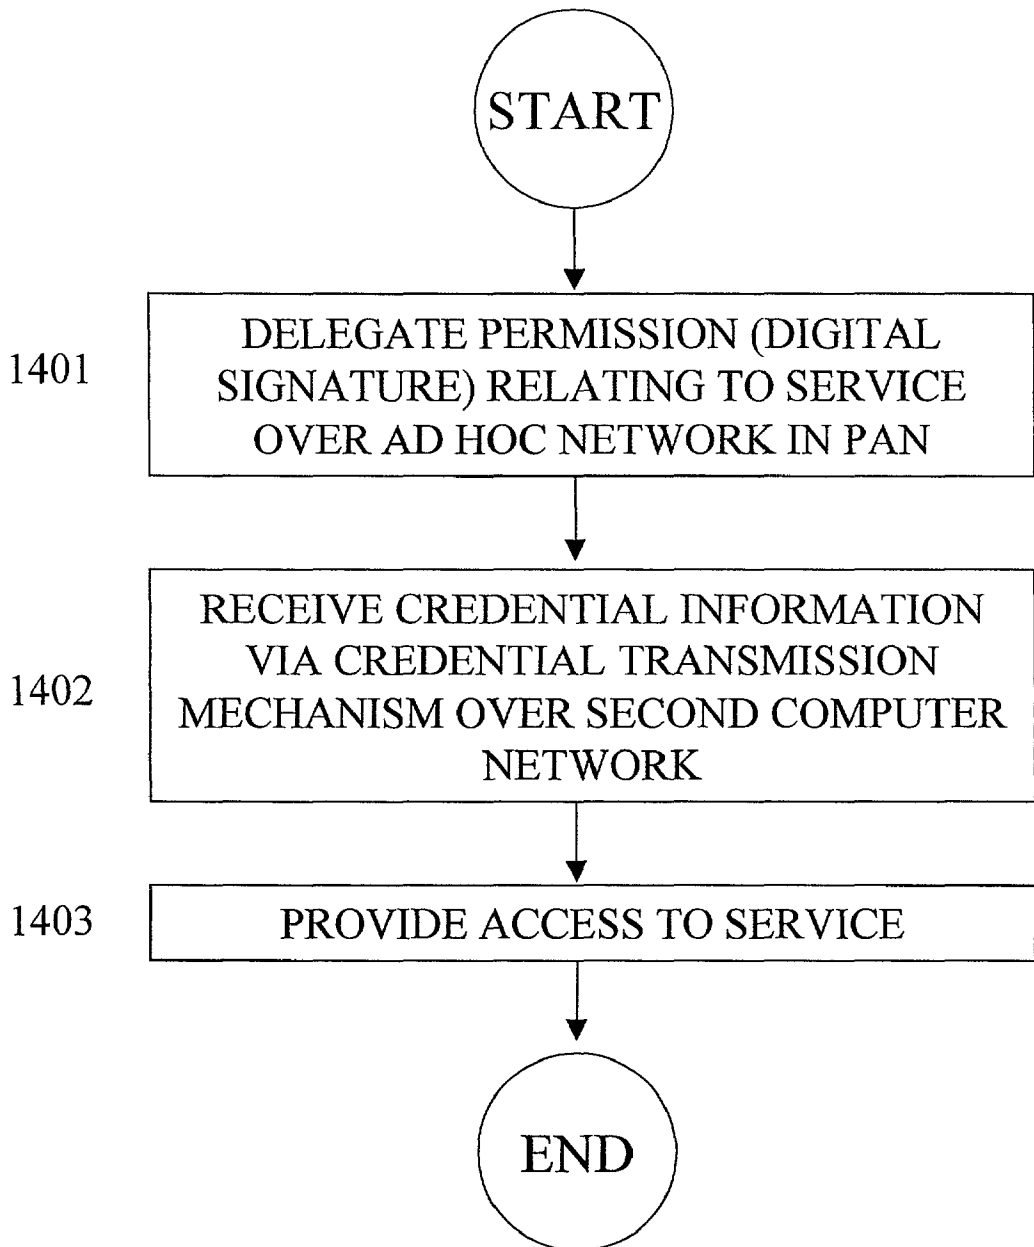 START
1401
DELEGATE PERMISSION (DIGITAL
SIGNATURE) RELATING TO SERVICE
OVER AD HOC NETWORK IN PAN
1402
RECEIVE CREDENTIAL INFORMATION
VIA CREDENTIAL TRANSMISSION
MECHANISM OVER SECOND COMPUTER
NETWORK
1403
PROVIDE ACCESS TO SERVICE
END